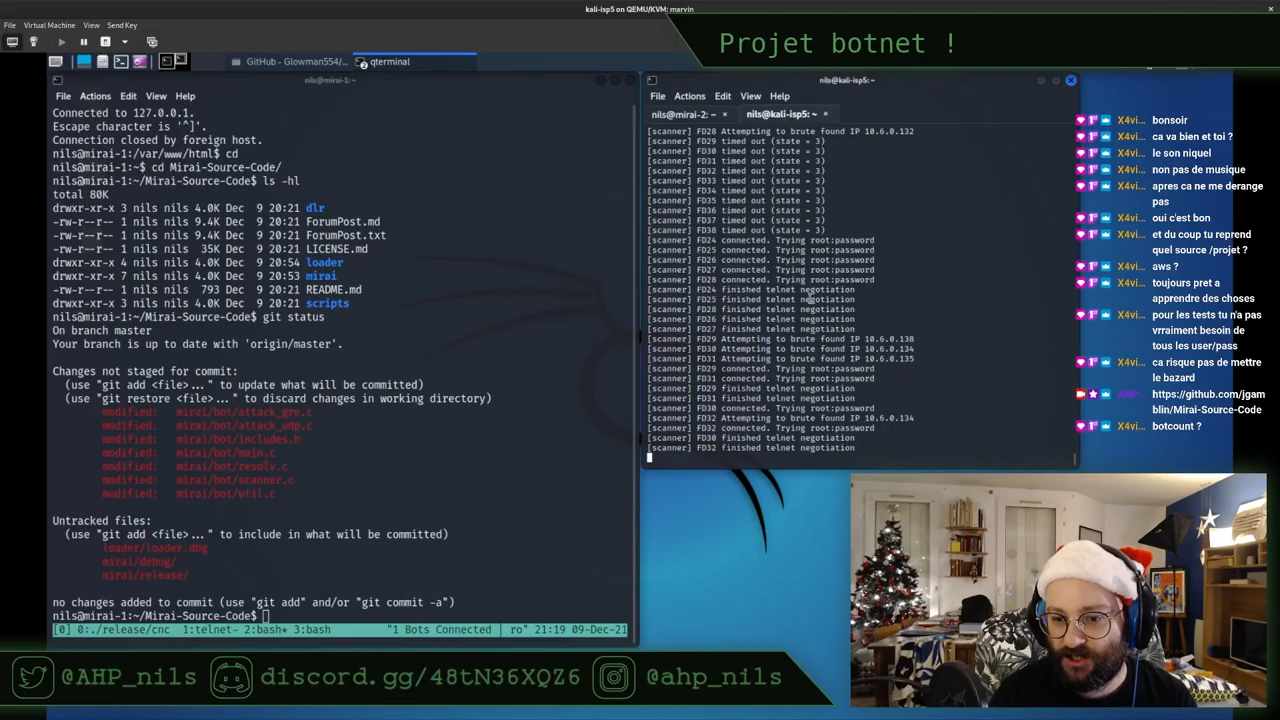 kali-isp5 on QEMU/KVM: marvin
File Virtual Machine View Send Key
Projet botnet !
GitHub - Glowman554/...
qterminal
nils@mirai-1: ~
File Actions Edit View Help
Connected to 127.0.0.1.
Escape character is '^]'.
Connection closed by foreign host.
nils@mirai-1:/var/www/html$ cd
nils@mirai-1:~$ cd Mirai-Source-Code/
nils@mirai-1:~/Mirai-Source-Code$ ls -hl
total 80K
drwxr-xr-x 3 nils nils 4.0K Dec 9 20:21 dlr
-rw-r--r-- 1 nils nils 9.4K Dec 9 20:21 ForumPost.md
-rw-r--r-- 1 nils nils 9.4K Dec 9 20:21 ForumPost.txt
-rw-r--r-- 1 nils nils 35K Dec 9 20:21 LICENSE.md
drwxr-xr-x 4 nils nils 4.0K Dec 9 20:54 loader
drwxr-xr-x 7 nils nils 4.0K Dec 9 20:53 mirai
-rw-r--r-- 1 nils nils 793 Dec 9 20:21 README.md
drwxr-xr-x 2 nils nils 4.0K Dec 9 20:21 scripts
nils@mirai-1:~/Mirai-Source-Code$ git status
On branch master
Your branch is up to date with 'origin/master'.
Changes not staged for commit:
(use "git add <file>..." to update what will be committed)
(use "git restore <file>..." to discard changes in working directory)
modified: mirai/bot/attack_gre.c
modified: mirai/bot/attack_udp.c
modified: mirai/bot/includes.h
modified: mirai/bot/main.c
modified: mirai/bot/resolv.c
modified: mirai/bot/scanner.c
modified: mirai/bot/util.c
Untracked files:
(use "git add <file>..." to include in what will be committed)
loader/loader.dbg
mirai/debug/
mirai/release/
no changes added to commit (use "git add" and/or "git commit -a")
nils@mirai-1:~/Mirai-Source-Code$
[0] 0:./release/cnc 1:telnet- 2:bash* 3:bash "1 Bots Connected | ro" 21:19 09-Dec-21
nils@kali-isp5: ~
File Actions Edit View Help
nils@mirai-2: ~ × nils@kali-isp5: ~ ×
[scanner] FD28 Attempting to brute found IP 10.6.0.132
[scanner] FD29 timed out (state = 3)
[scanner] FD30 timed out (state = 3)
[scanner] FD31 timed out (state = 3)
[scanner] FD32 timed out (state = 3)
[scanner] FD33 timed out (state = 3)
[scanner] FD34 timed out (state = 3)
[scanner] FD35 timed out (state = 3)
[scanner] FD36 timed out (state = 3)
[scanner] FD37 timed out (state = 3)
[scanner] FD38 timed out (state = 3)
[scanner] FD24 connected. Trying root:password
[scanner] FD25 connected. Trying root:password
[scanner] FD26 connected. Trying root:password
[scanner] FD27 connected. Trying root:password
[scanner] FD28 connected. Trying root:password
[scanner] FD24 finished telnet negotiation
[scanner] FD25 finished telnet negotiation
[scanner] FD28 finished telnet negotiation
[scanner] FD26 finished telnet negotiation
[scanner] FD27 finished telnet negotiation
[scanner] FD29 Attempting to brute found IP 10.6.0.138
[scanner] FD30 Attempting to brute found IP 10.6.0.134
[scanner] FD31 Attempting to brute found IP 10.6.0.135
[scanner] FD29 connected. Trying root:password
[scanner] FD31 connected. Trying root:password
[scanner] FD29 finished telnet negotiation
[scanner] FD31 finished telnet negotiation
[scanner] FD30 connected. Trying root:password
[scanner] FD32 Attempting to brute found IP 10.6.0.134
[scanner] FD32 connected. Trying root:password
[scanner] FD30 finished telnet negotiation
[scanner] FD32 finished telnet negotiation
X4vi... bonsoir
X4vi... ca va bien et toi ?
X4vi... le son niquel
X4vi... non pas de musique
X4vi... apres ca ne me derange
pas
X4vi... oui c'est bon
X4vi... et du coup tu reprend
quel source /projet ?
X4vi... aws ?
X4vi... toujours pret a
apprendre des choses
X4vi... pour les tests tu n'a pas
vrraiment besoin de
tous les user/pass
X4vi... ca risque pas de mettre
le bazard
AHP... https://github.com/jgam
blin/Mirai-Source-Code
X4vi... botcount ?
@AHP_nils
discord.gg/48tN36XQZ6
@ahp_nils